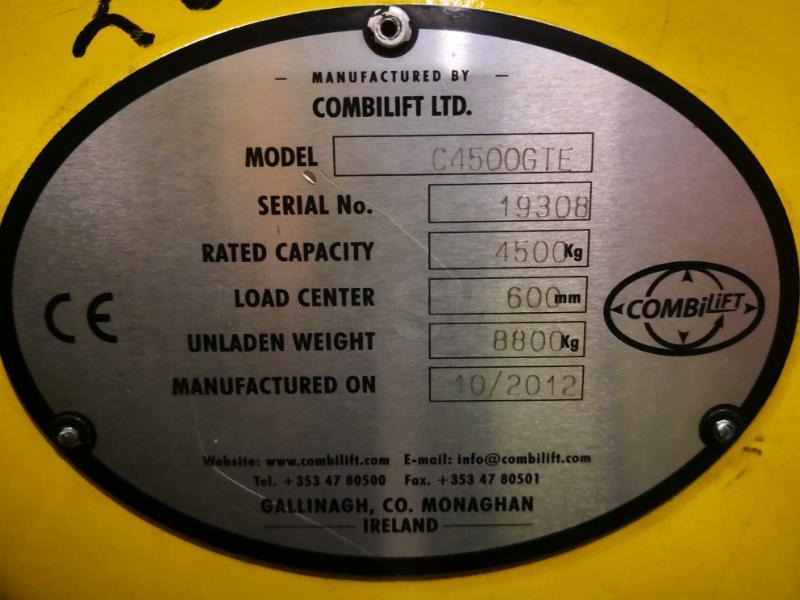 — MANUFACTURED BY —
COMBILIFT LTD.
MODEL C4500GTE
SERIAL No. 19308
RATED CAPACITY 4500Kg
LOAD CENTER 600mm
UNLADEN WEIGHT 8800Kg
MANUFACTURED ON 10/2012
CE
COMBiLiFT
Website: www.combilift.com E-mail: info@combilift.com
Tel. +353 47 80500 Fax. +353 47 80501
GALLINAGH, CO. MONAGHAN
IRELAND